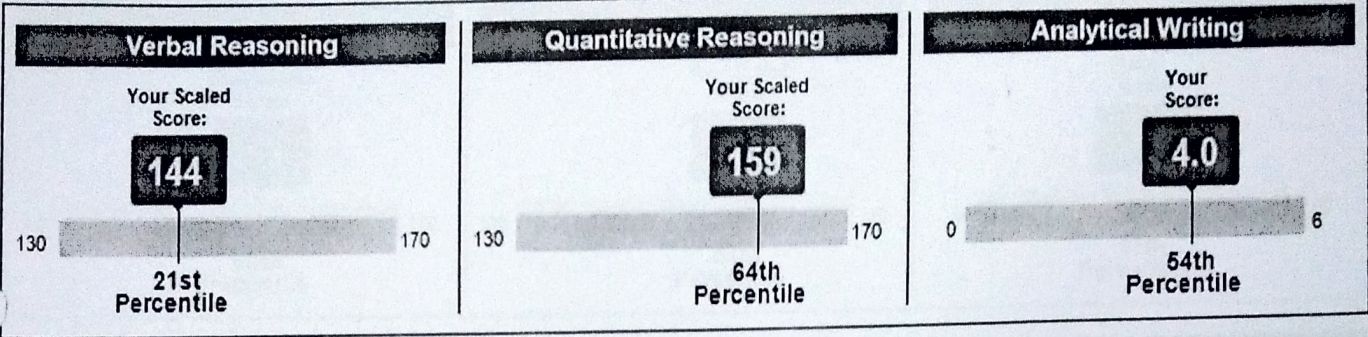 Verbal Reasoning
Your Scaled
Score:
144
130
170
21st
Percentile
Quantitative Reasoning
Your Scaled
Score:
159
130
170
64th
Percentile
Analytical Writing
Your
Score:
4.0
0
6
54th
Percentile